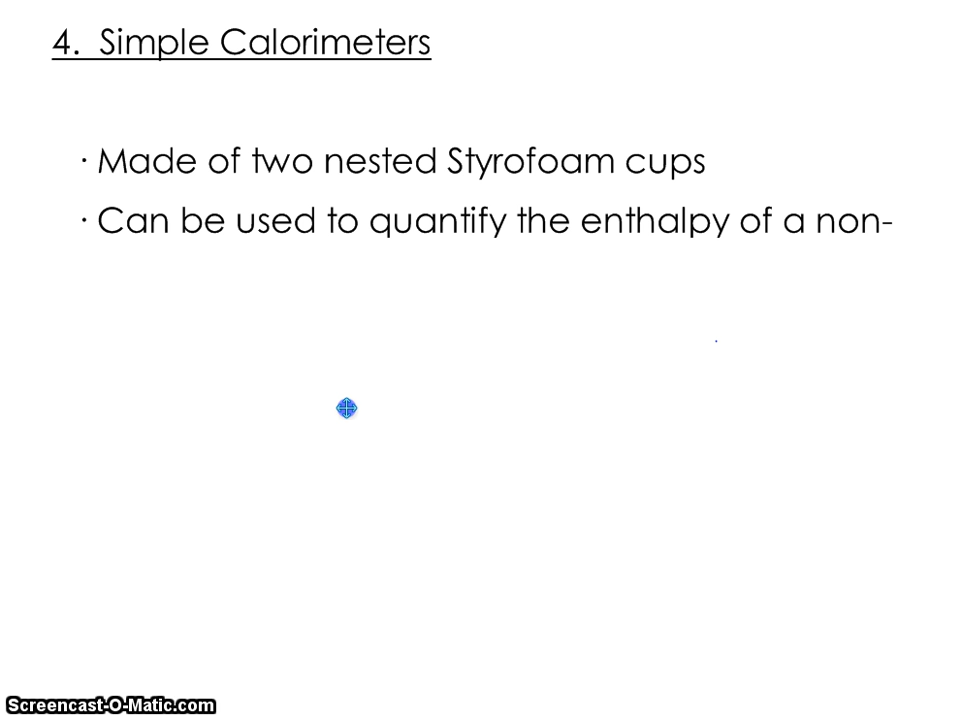 4. Simple Calorimeters
· Made of two nested Styrofoam cups
· Can be used to quantify the enthalpy of a non-
Screencast-O-Matic.com